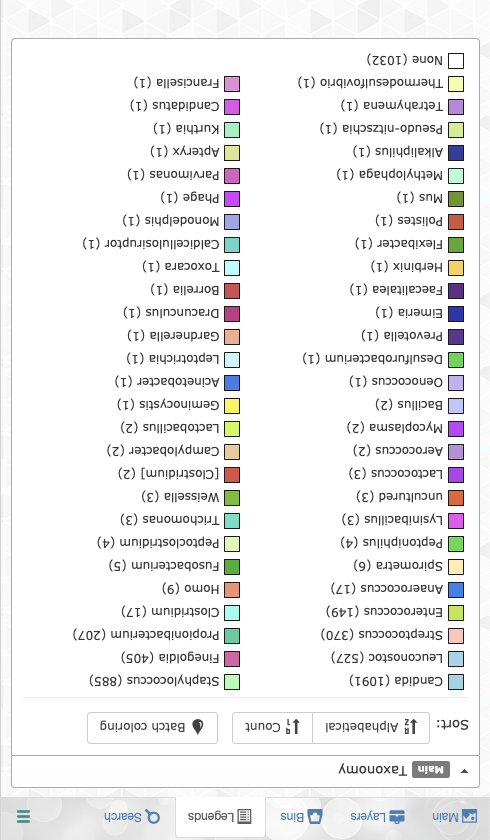 Main Layers Bins Legends Search
Main Taxonomy
Sort: Alphabetical Count Batch coloring
Candida (1091) Staphylococcus (885)
Leuconostoc (527) Finegoldia (405)
Streptococcus (370) Propionibacterium (207)
Enterococcus (149) Clostridium (17)
Anaerococcus (17) Homo (9)
Spirometra (6) Fusobacterium (5)
Peptoniphilus (4) Peptoclostridium (4)
Lysinibacillus (3) Trichomonas (3)
uncultured (3) Weissella (3)
Lactococcus (3) [Clostridium] (2)
Aerococcus (2) Campylobacter (2)
Mycoplasma (2) Lactobacillus (2)
Bacillus (2) Geminocystis (1)
Oenococcus (1) Acinetobacter (1)
Desulfurobacterium (1) Leptotrichia (1)
Prevotella (1) Gardnerella (1)
Eimeria (1) Dracunculus (1)
Faecalitalea (1) Borrelia (1)
Herbinix (1) Toxocara (1)
Flexibacter (1) Caldicellulosiruptor (1)
Polistes (1) Monodelphis (1)
Mus (1) Phage (1)
Methylophaga (1) Parvimonas (1)
Alkaliphilus (1) Apteryx (1)
Pseudo-nitzschia (1) Kurthia (1)
Tetrahymena (1) Candidatus (1)
Thermodesulfovibrio (1) Francisella (1)
None (1032)